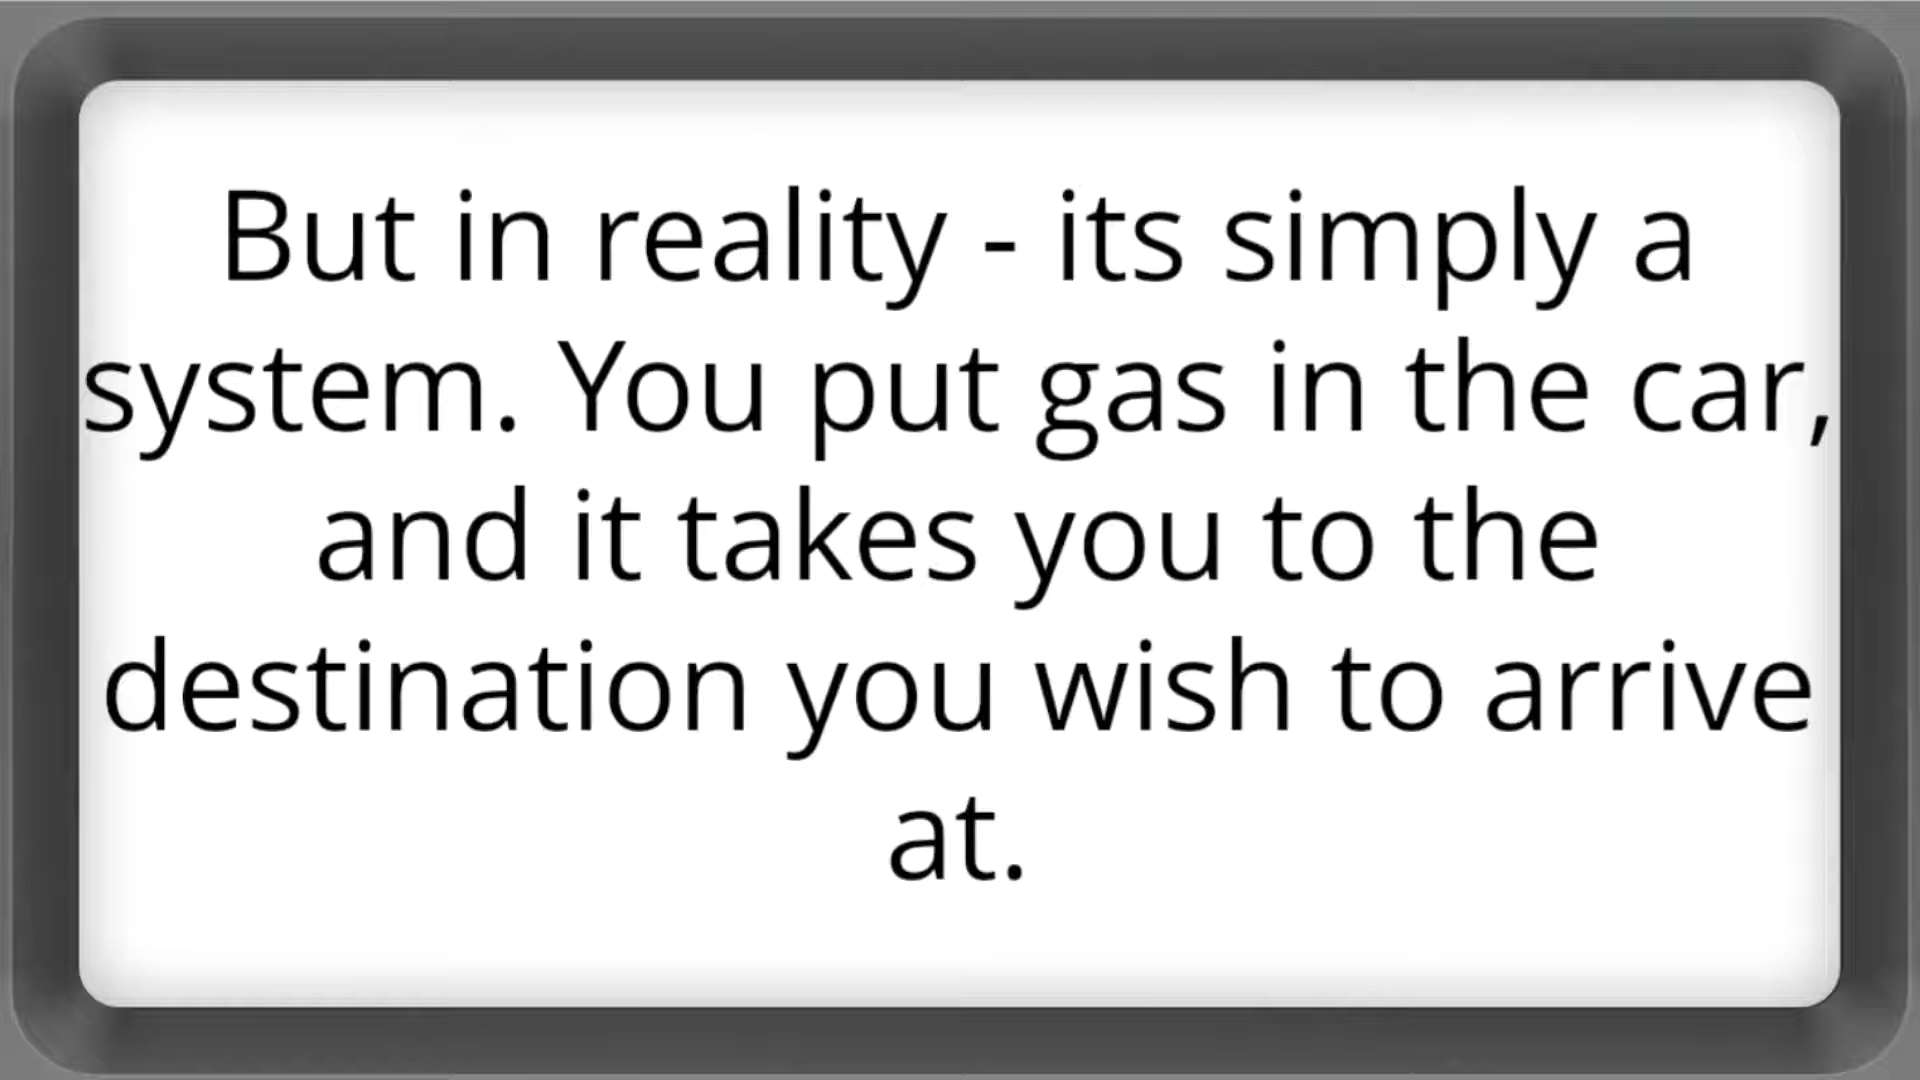 But in reality - its simply a
system. You put gas in the car,
and it takes you to the
destination you wish to arrive
at.